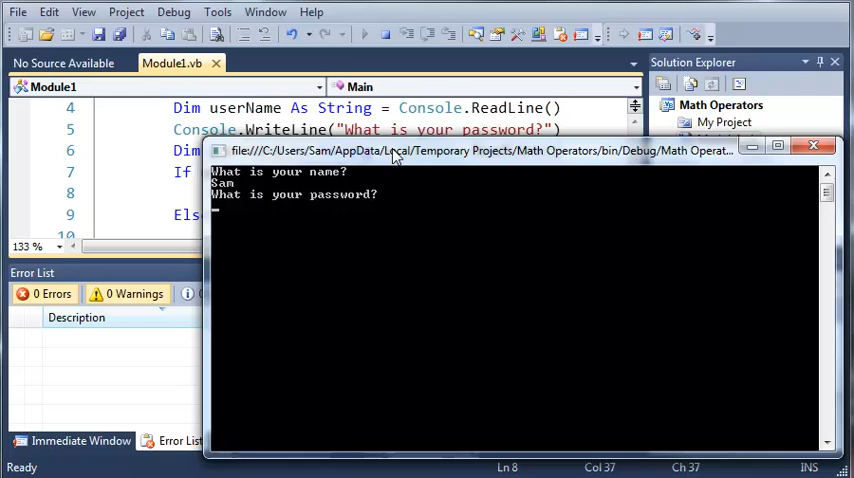 File Edit View Project Debug Tools Window Help
No Source Available Module1.vb Solution Explorer
Module1 Main
4 Dim userName As String = Console.ReadLine()
5 Console.WriteLine("What is your password?")
6 Dim
7 If
8
9 Else
10
133 %
Math Operators
My Project
file:///C:/Users/Sam/AppData/Local/Temporary Projects/Math Operators/bin/Debug/Math Operat...
What is your name?
Sam
What is your password?
Error List
0 Errors 0 Warnings
Description
Immediate Window Error List
Ready Ln 8 Col 37 Ch 37 INS